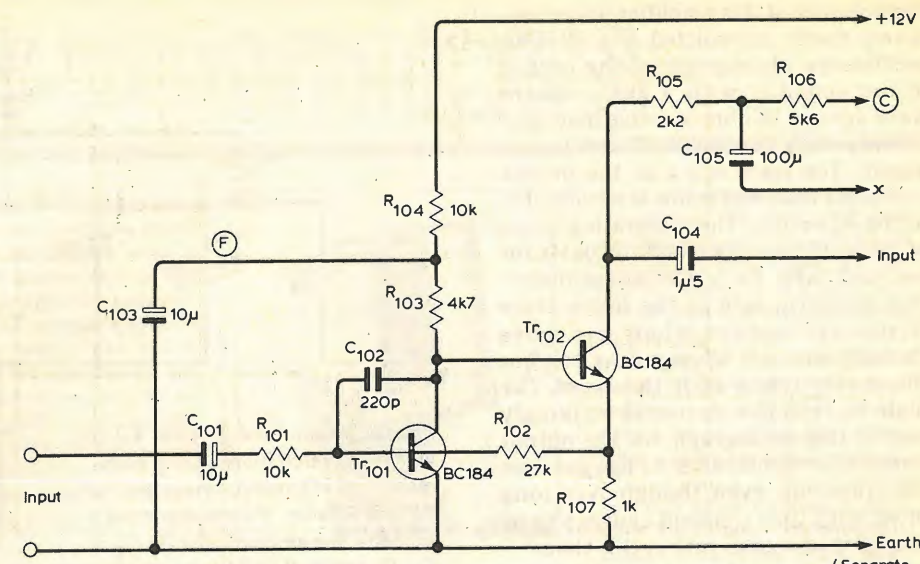 +12V
R105
2k2
R106
5k6
C
C105
100μ
x
R104
10k
C104
1μ5
Input
F
R103
4k7
C103
10μ
Tr102
BC184
C102
220p
C101
10μ
R101
10k
Tr101
BC184
R102
27k
R107
1k
Input
Earth
(Separate